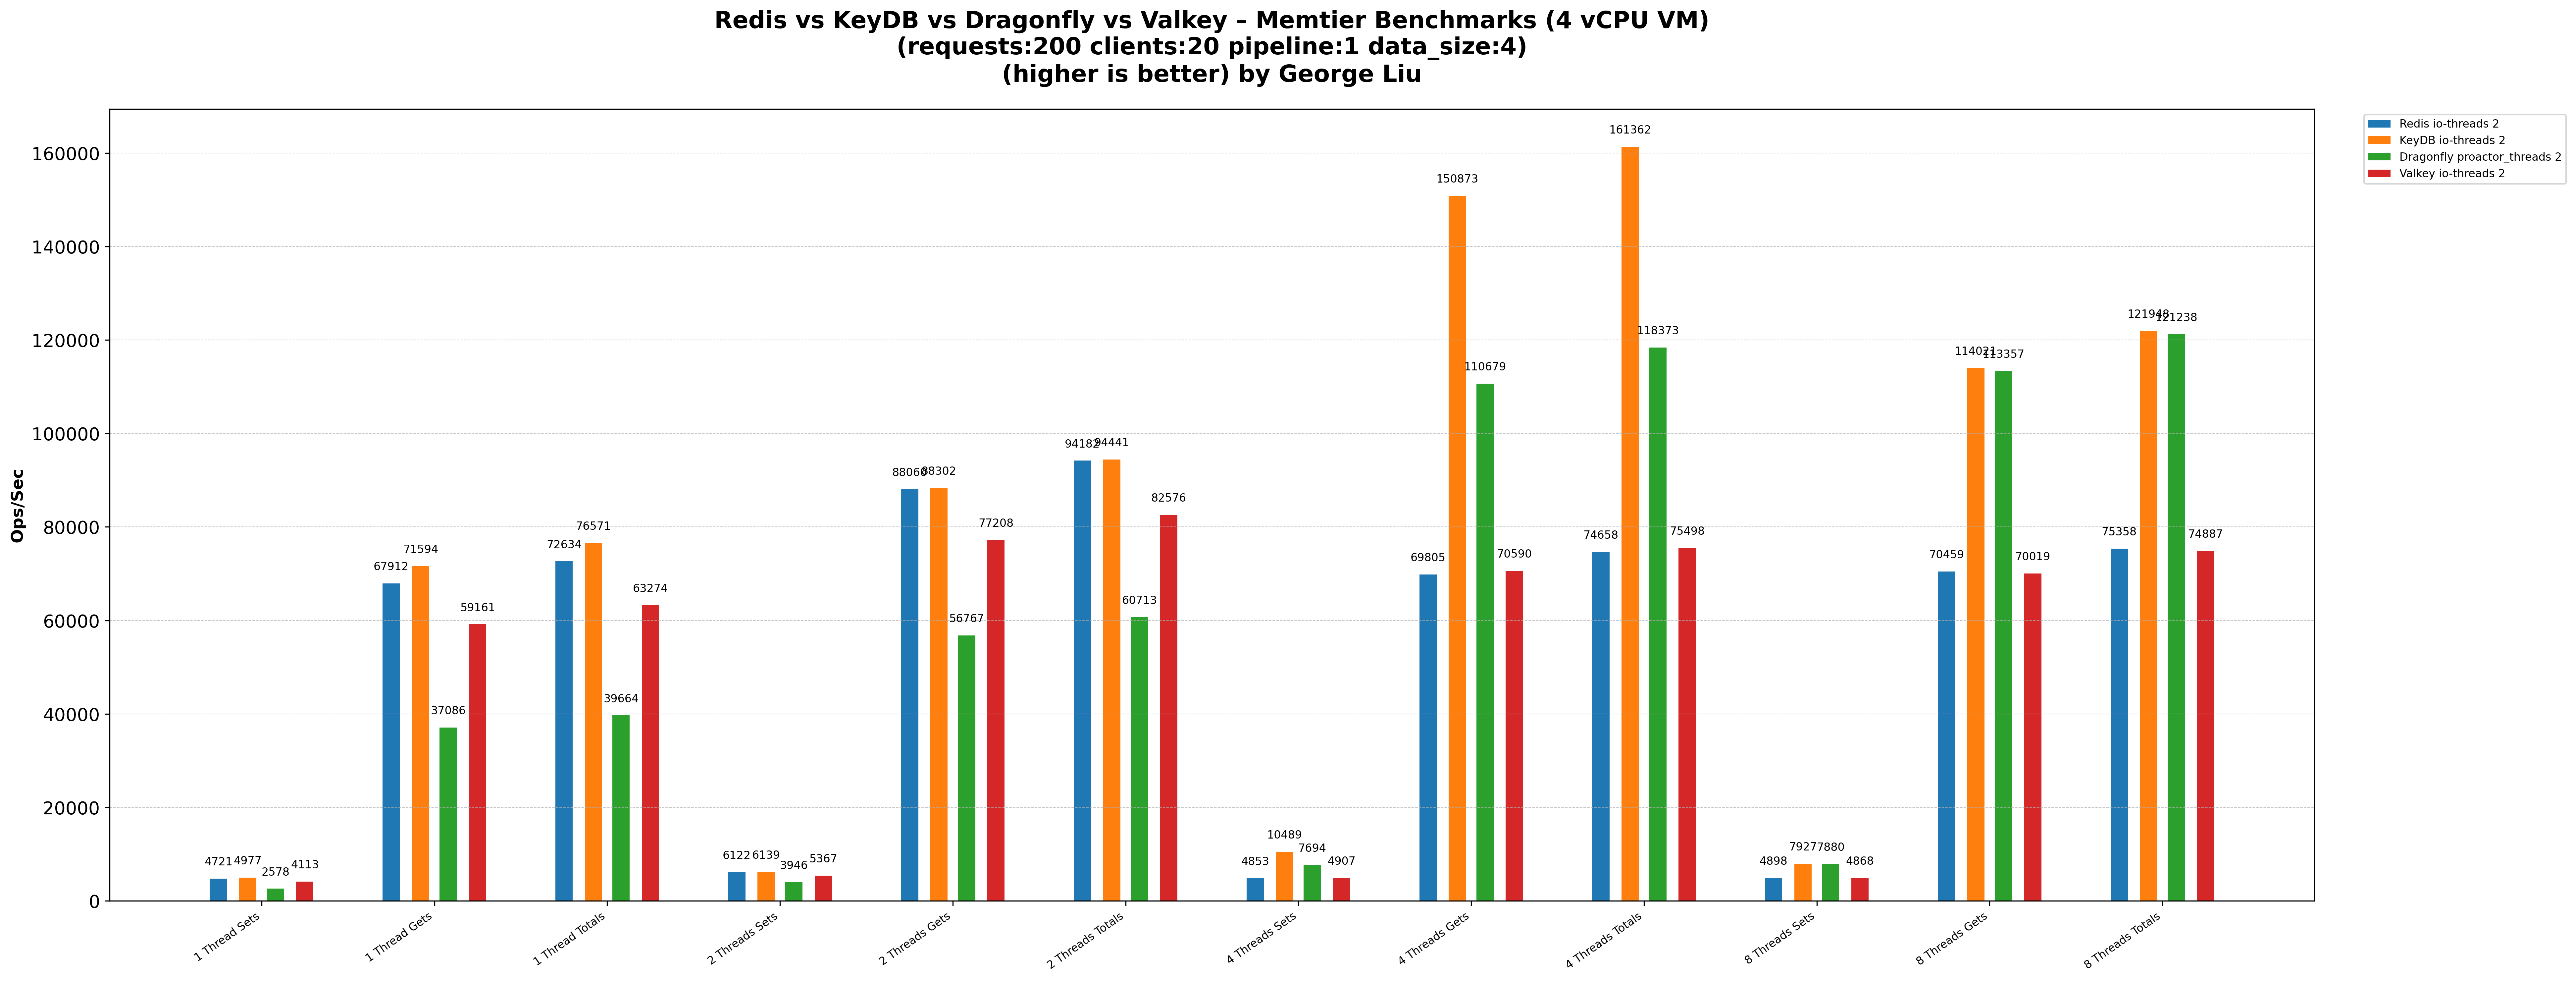 Redis vs KeyDB vs Dragonfly vs Valkey – Memtier Benchmarks (4 vCPU VM)
(requests:200 clients:20 pipeline:1 data_size:4)
(higher is better) by George Liu
Redis io-threads 2
KeyDB io-threads 2
Dragonfly proactor_threads 2
Valkey io-threads 2
Ops/Sec
160000
140000
120000
100000
80000
60000
40000
20000
0
4721
4977
2578
4113
67912
71594
37086
59161
72634
76571
39664
63274
6122
6139
3946
5367
88060
88302
56767
77208
94182
94441
60713
82576
4853
10489
7694
4907
69805
150873
110679
70590
74658
161362
118373
75498
4898
7927
7880
4868
70459
114021
113357
70019
75358
121948
121238
74887
1 Thread Sets
1 Thread Gets
1 Thread Totals
2 Threads Sets
2 Threads Gets
2 Threads Totals
4 Threads Sets
4 Threads Gets
4 Threads Totals
8 Threads Sets
8 Threads Gets
8 Threads Totals